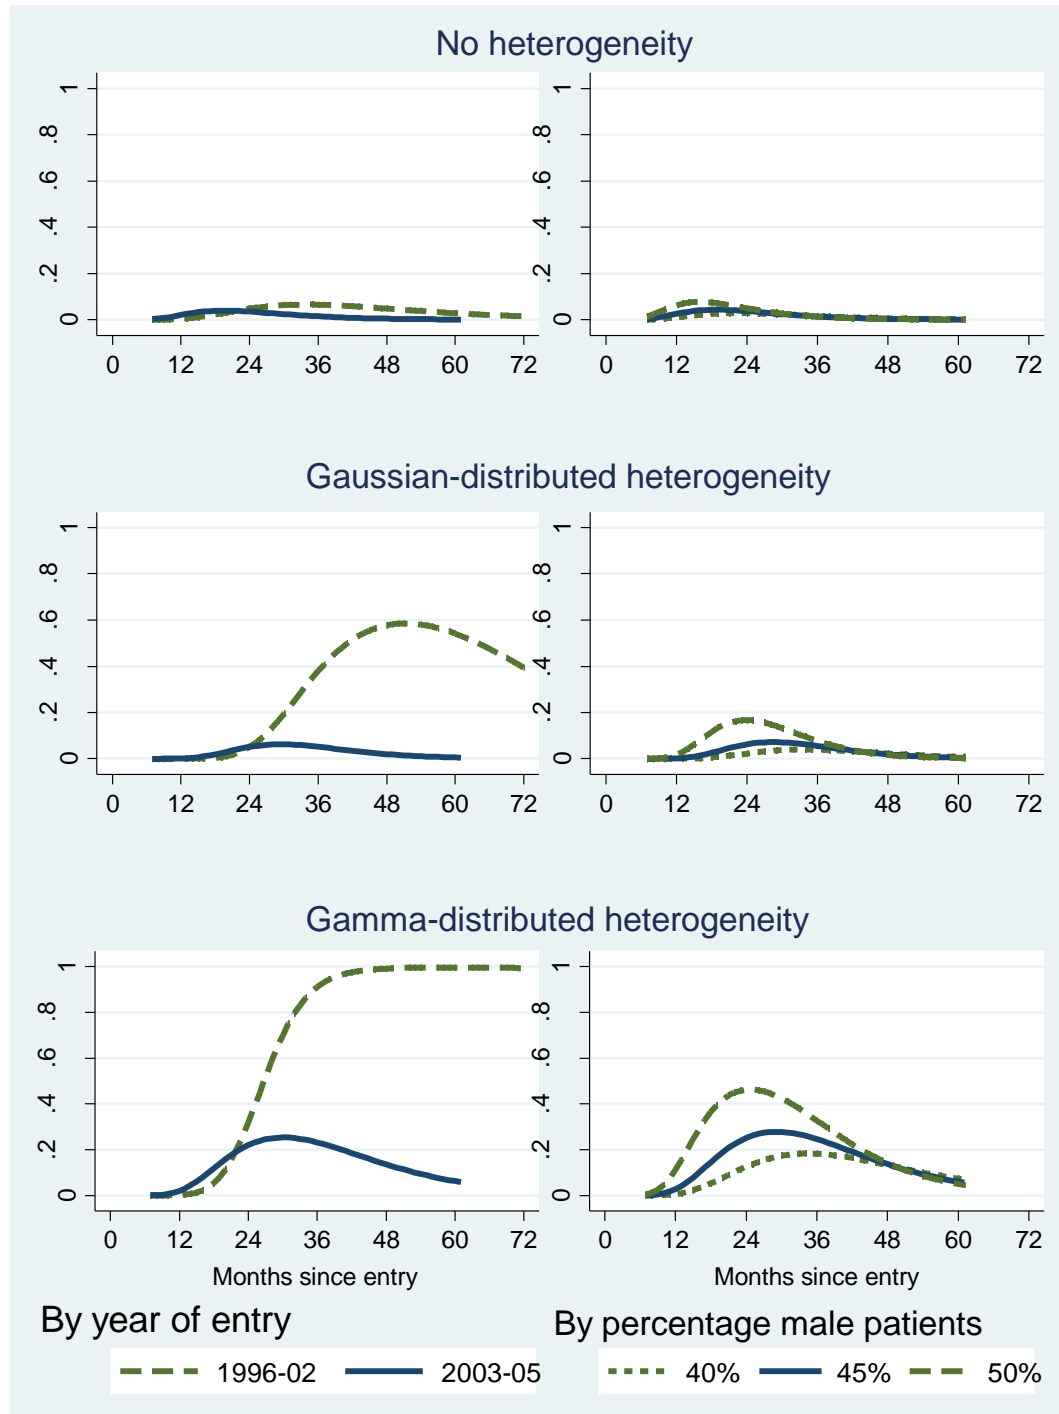 No heterogeneity
1 .8 .6 .4 .2 0
0 12 24 36 48 60 72
1 .8 .6 .4 .2 0
0 12 24 36 48 60 72
Gaussian-distributed heterogeneity
1 .8 .6 .4 .2 0
0 12 24 36 48 60 72
1 .8 .6 .4 .2 0
0 12 24 36 48 60 72
Gamma-distributed heterogeneity
1 .8 .6 .4 .2 0
0 12 24 36 48 60 72
Months since entry
1 .8 .6 .4 .2 0
0 12 24 36 48 60 72
Months since entry
By year of entry
1996-02 2003-05
By percentage male patients
40% 45% 50%